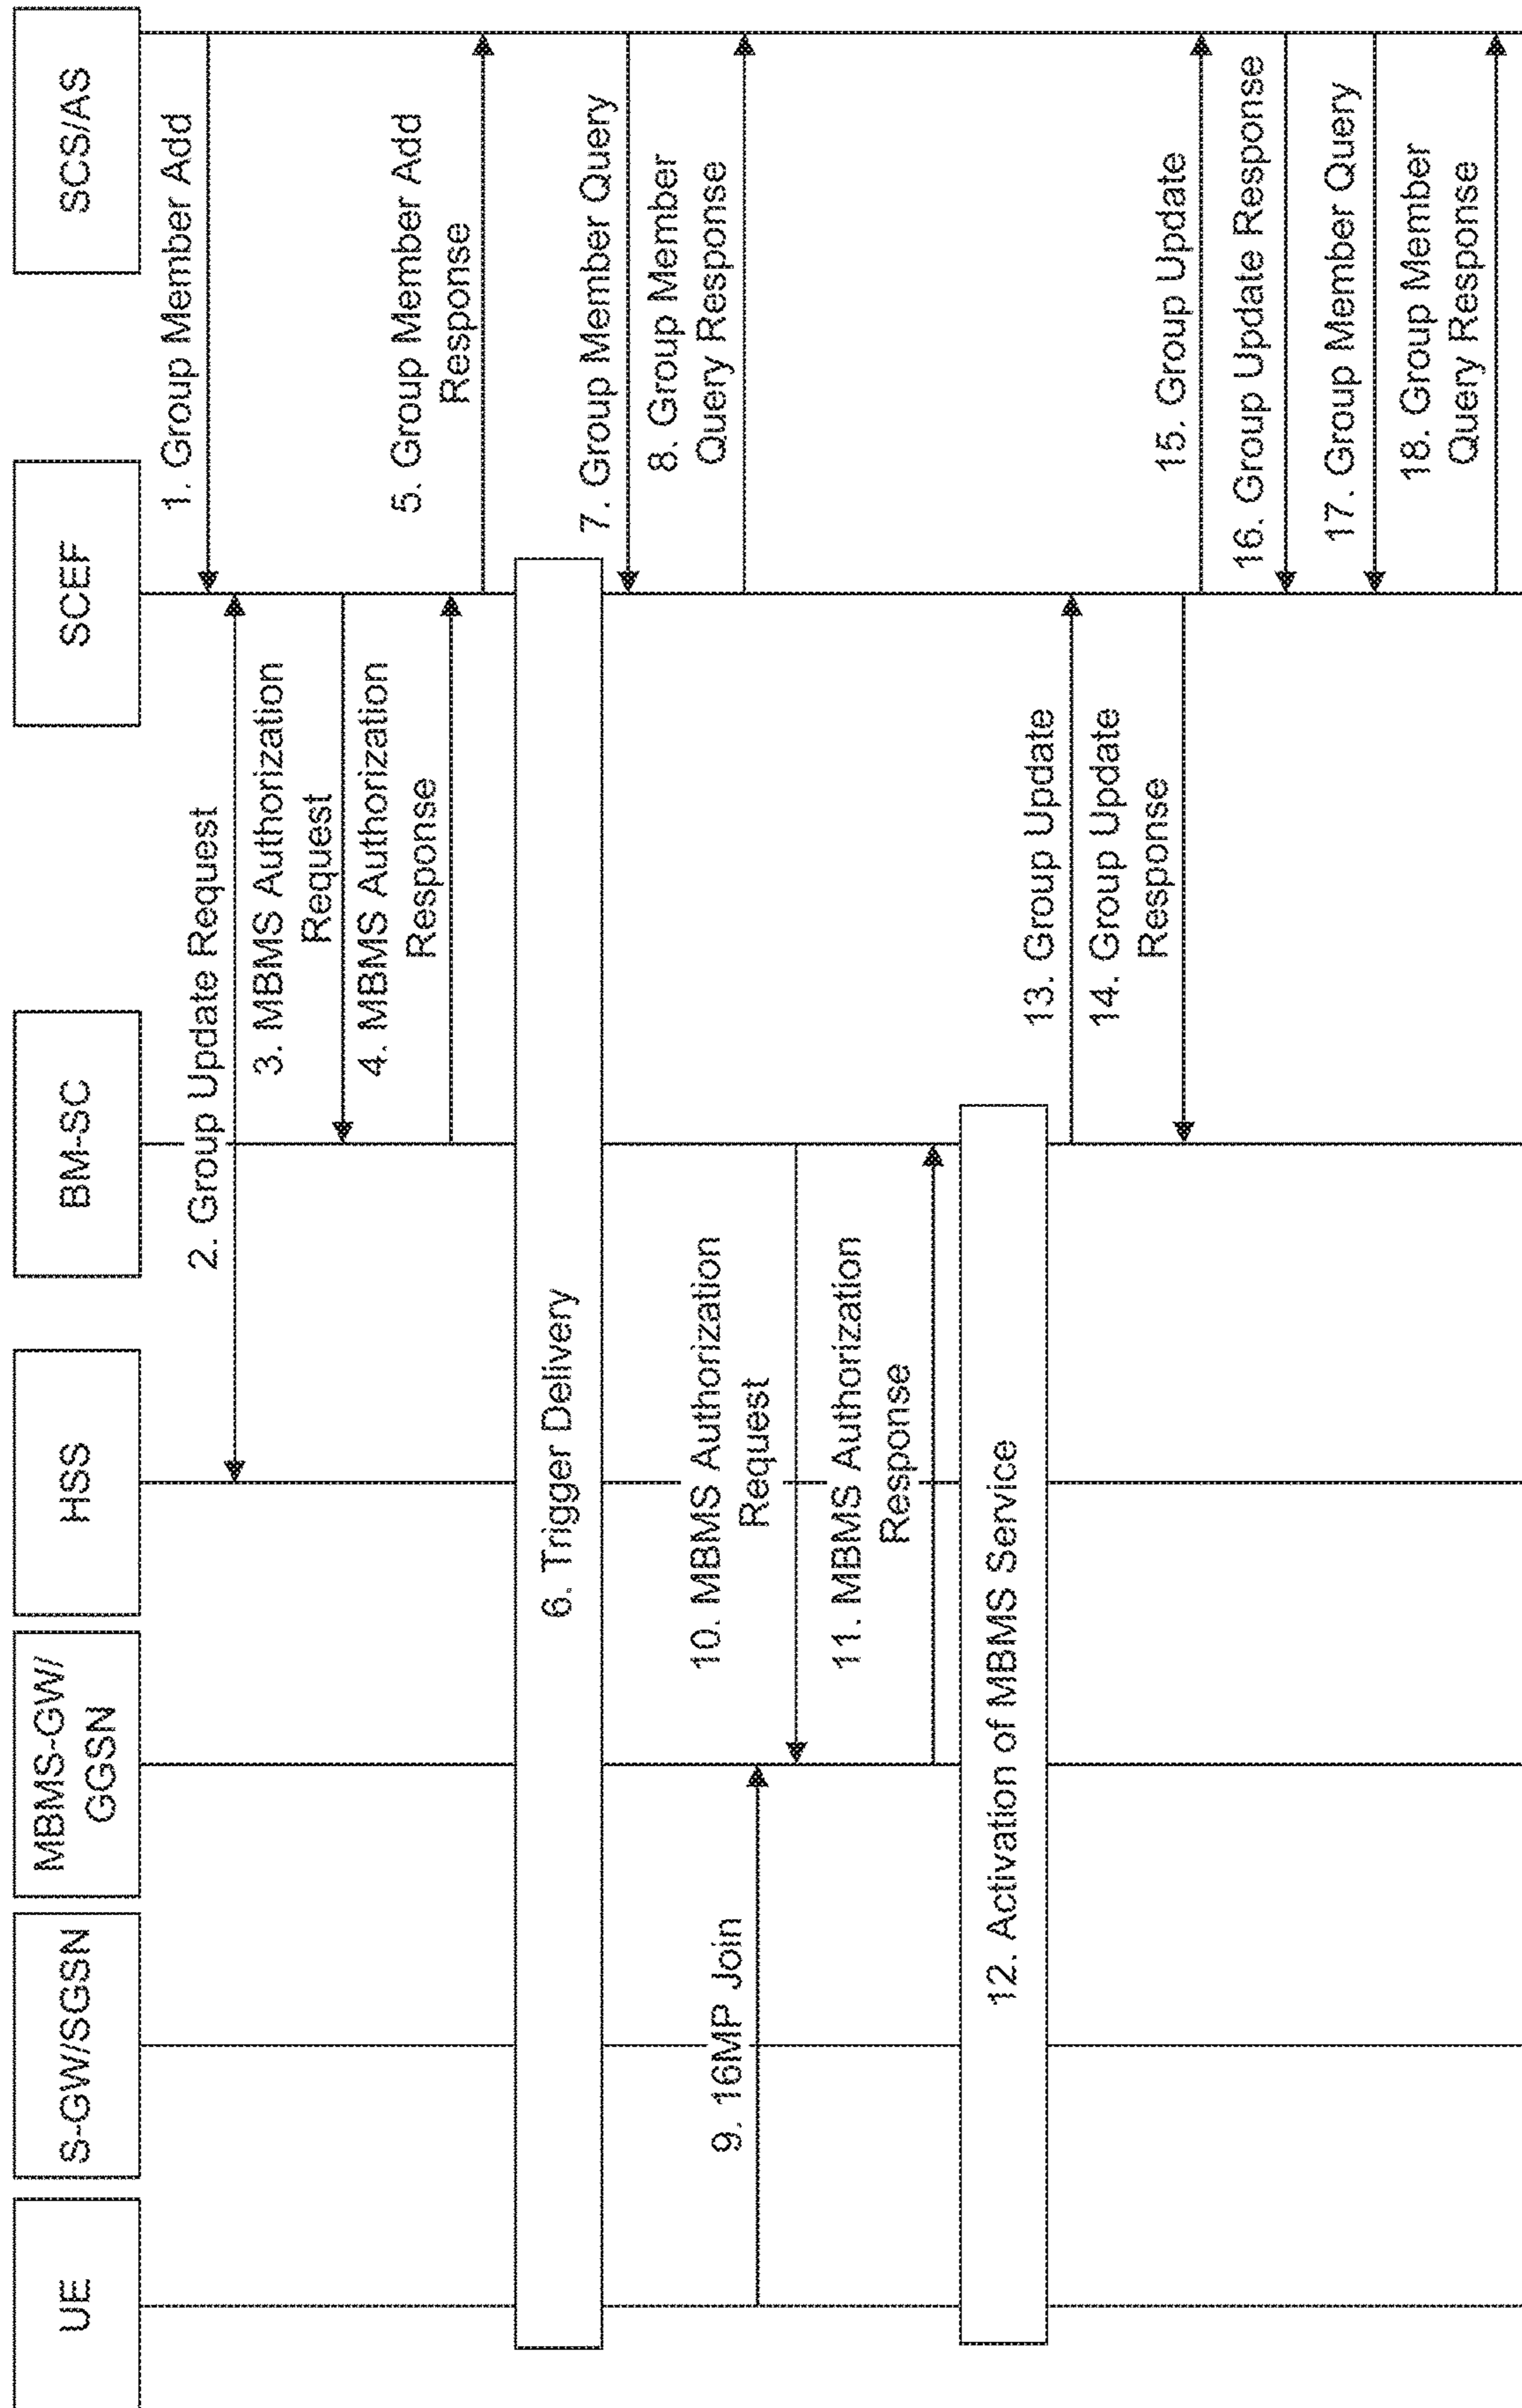 UE
S-GW/SGSN
MBMS-GW/
GGSN
HSS
BM-SC
SCEF
SCS/AS
1. Group Member Add
2. Group Update Request
3. MBMS Authorization
Request
4. MBMS Authorization
Response
5. Group Member Add
Response
6. Trigger Delivery
7. Group Member Query
8. Group Member
Query Response
9. 16MP Join
10. MBMS Authorization
Request
11. MBMS Authorization
Response
12. Activation of MBMS Service
13. Group Update
14. Group Update
Response
15. Group Update
16. Group Update Response
17. Group Member Query
18. Group Member
Query Response